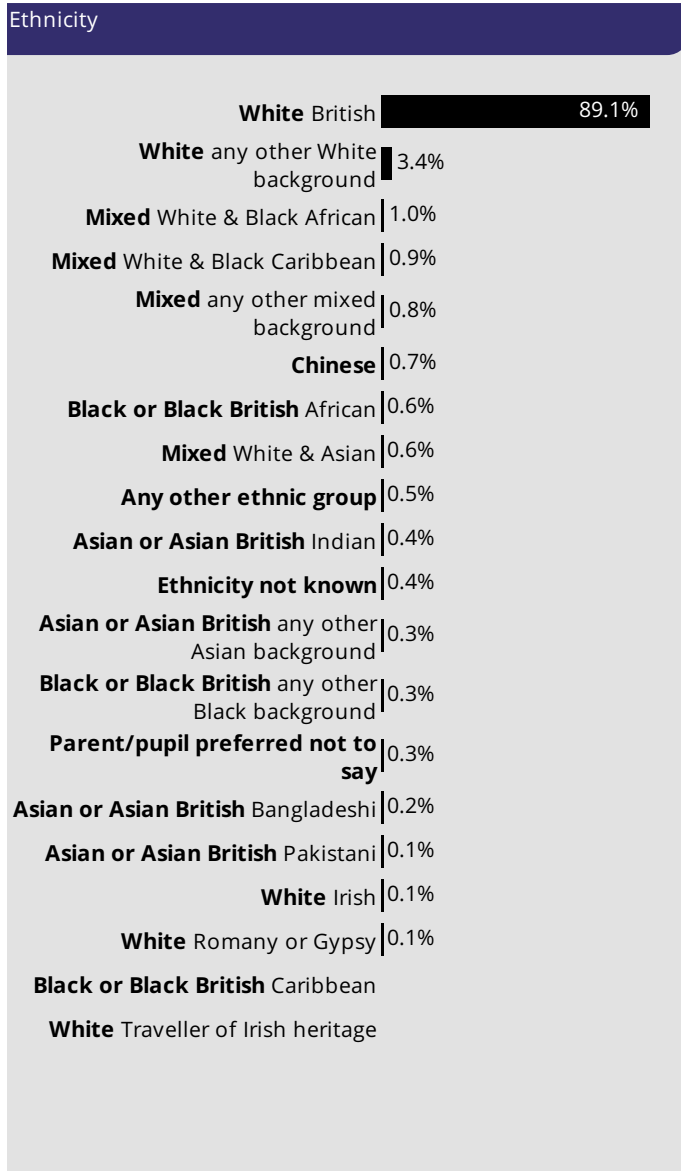 Ethnicity
White British 89.1%
White any other White
background 3.4%
Mixed White & Black African 1.0%
Mixed White & Black Caribbean 0.9%
Mixed any other mixed
background 0.8%
Chinese 0.7%
Black or Black British African 0.6%
Mixed White & Asian 0.6%
Any other ethnic group 0.5%
Asian or Asian British Indian 0.4%
Ethnicity not known 0.4%
Asian or Asian British any other
Asian background 0.3%
Black or Black British any other
Black background 0.3%
Parent/pupil preferred not to
say 0.3%
Asian or Asian British Bangladeshi 0.2%
Asian or Asian British Pakistani 0.1%
White Irish 0.1%
White Romany or Gypsy 0.1%
Black or Black British Caribbean
White Traveller of Irish heritage